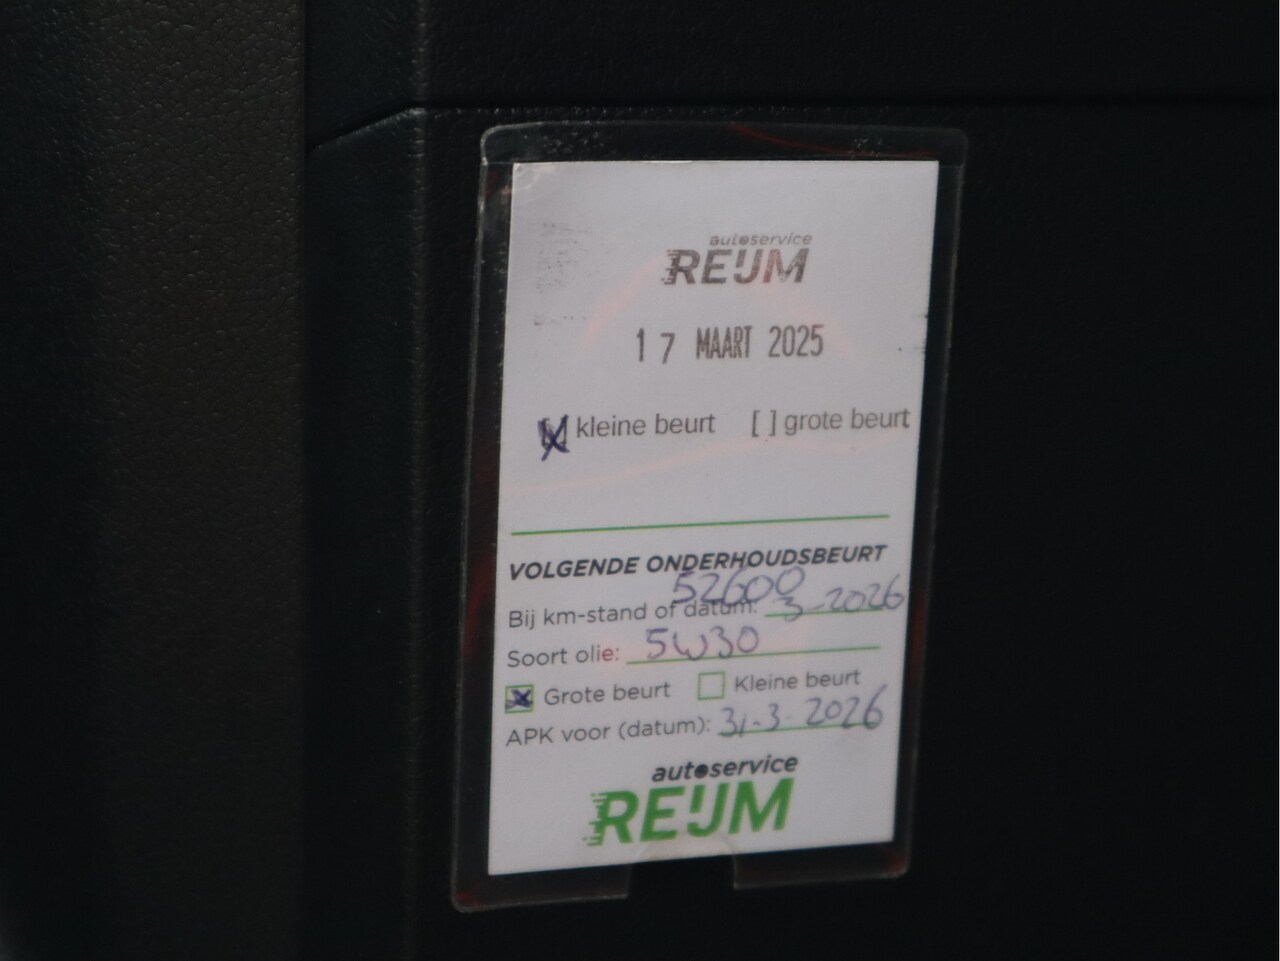 autoservice
REIJM
17 MAART 2025
[X] kleine beurt [ ] grote beurt
VOLGENDE ONDERHOUDSBEURT
52600
Bij km-stand of datum: 3-2026
Soort olie: 5W30
Grote beurt Kleine beurt
APK voor (datum): 31-3-2026
autoservice
REIJM